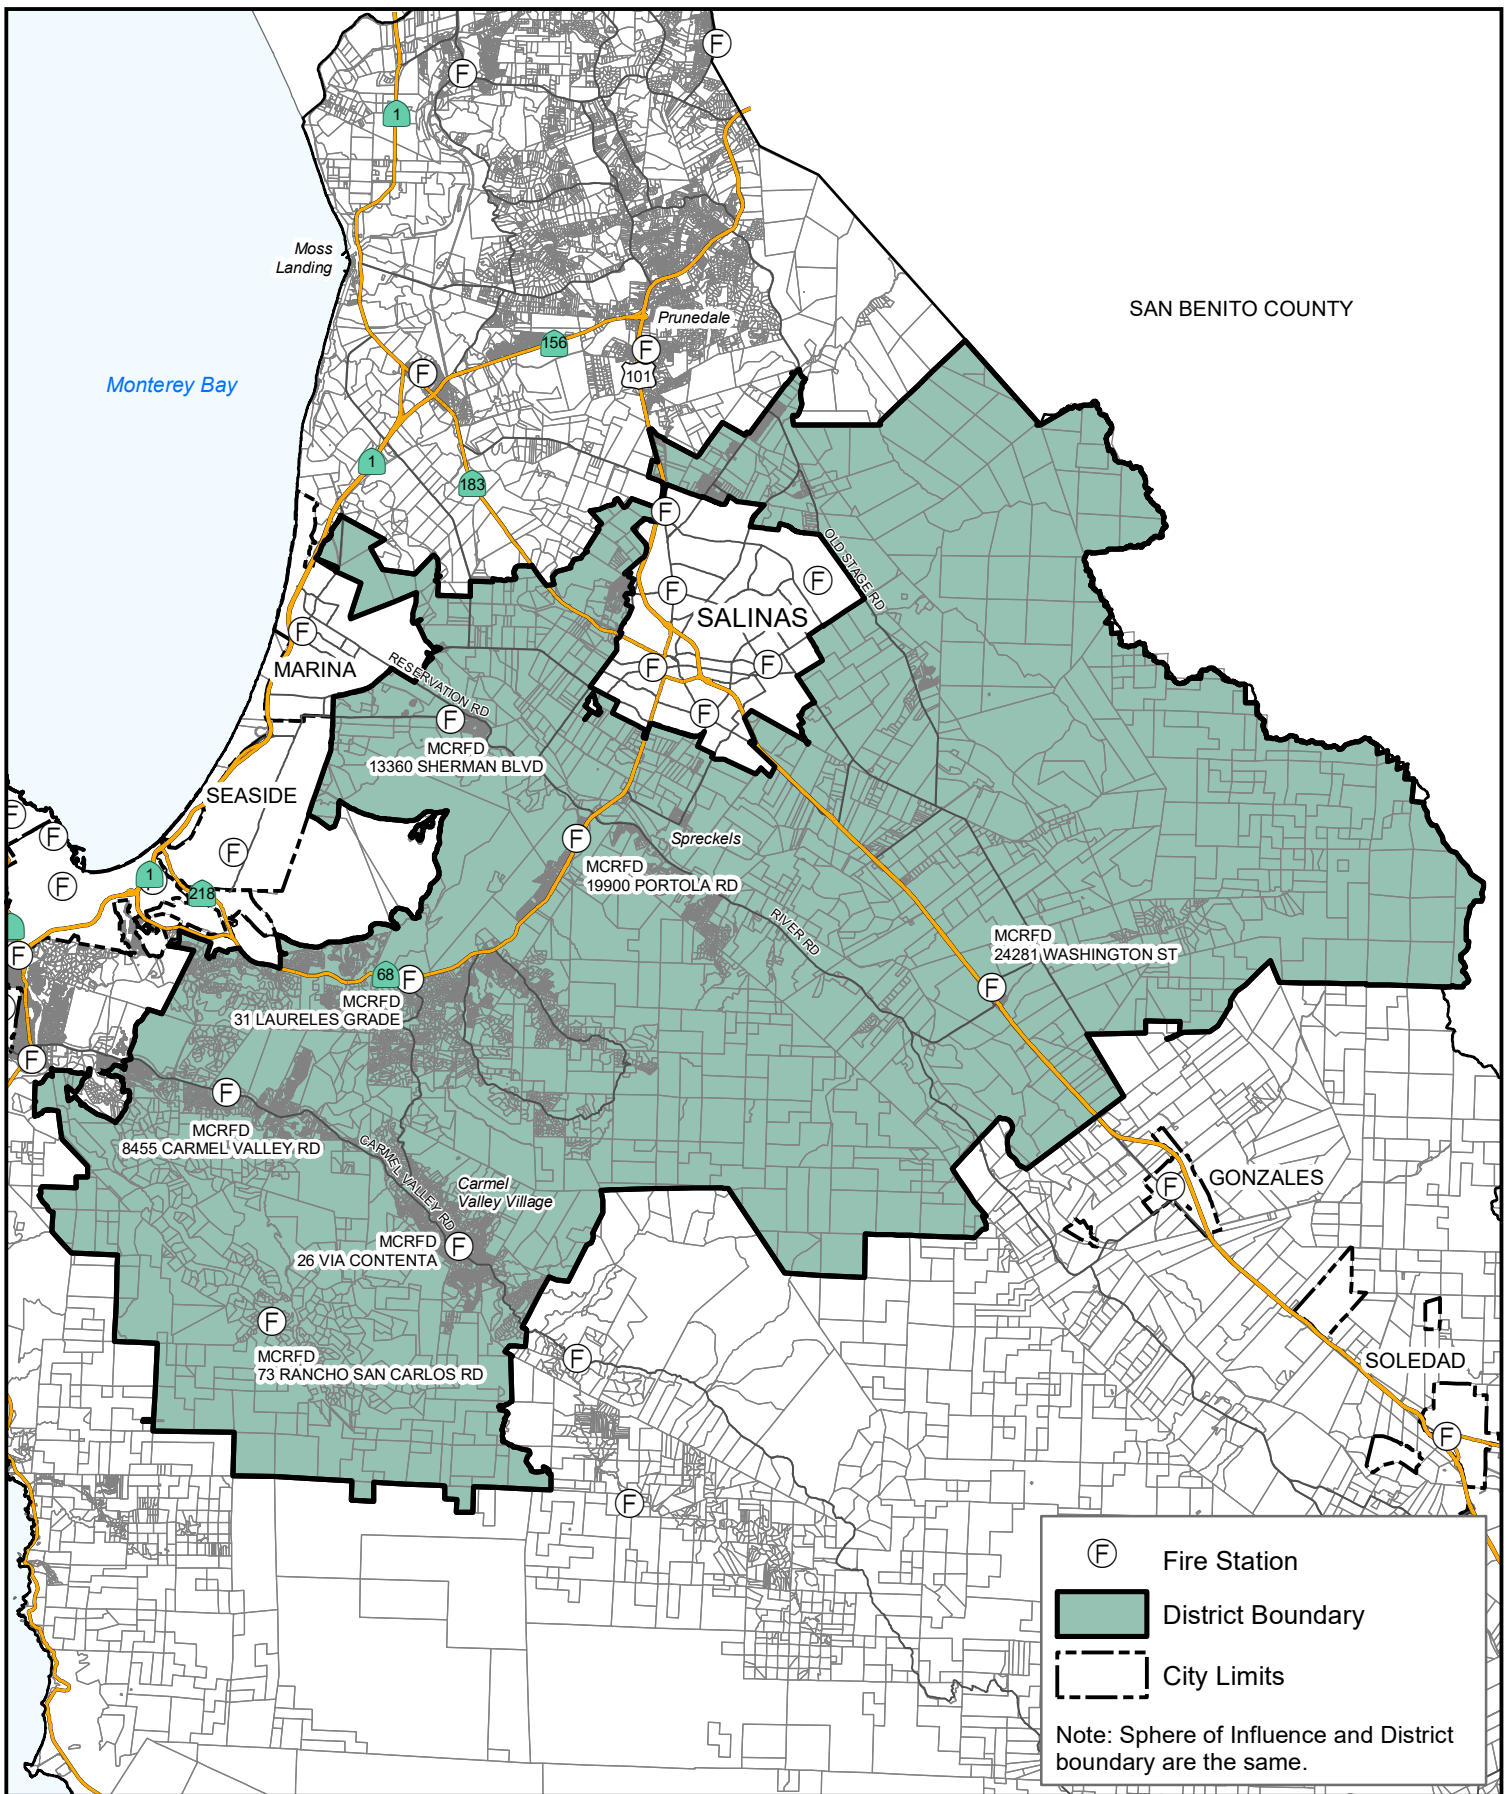 F
F
1
Moss
Landing
SAN BENITO COUNTY
Prunedale
156
F
101
F
Monterey Bay
1
183
F
OLD STAGE RD
F
F
SALINAS
F
MARINA
F
F
RESERVATION RD
F
F
MCRFD
13360 SHERMAN BLVD
SEASIDE
F
F
F
F
Spreckels
1
F
218
MCRFD
19900 PORTOLA RD
RIVER RD
MCRFD
24281 WASHINGTON ST
F
68
F
F
MCRFD
31 LAURELES GRADE
F
F
MCRFD
8455 CARMEL VALLEY RD
CARMEL VALLEY RD
Carmel
Valley Village
F
GONZALES
MCRFD
26 VIA CONTENTA
F
F
MCRFD
73 RANCHO SAN CARLOS RD
F
SOLEDAD
F
F
F
Fire Station
District Boundary
City Limits
Note: Sphere of Influence and District
boundary are the same.